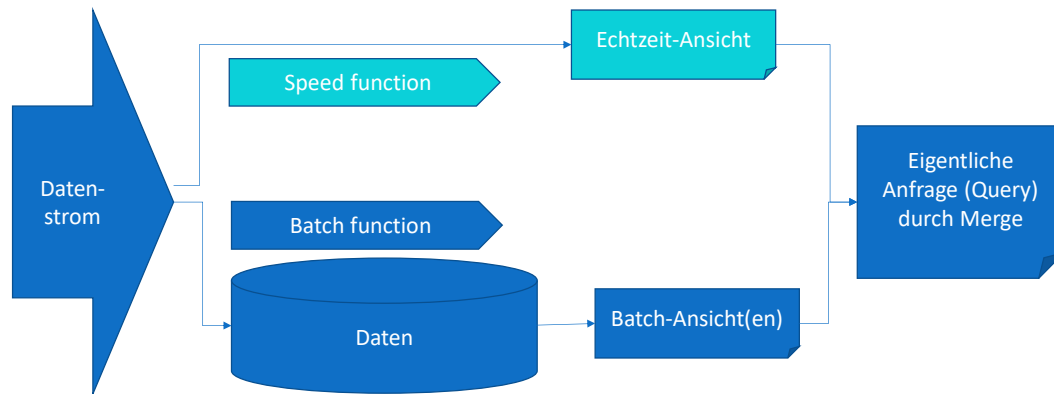 Echtzeit-Ansicht
Speed function
Daten-
strom
Eigentliche
Anfrage (Query)
durch Merge
Batch function
Daten
Batch-Ansicht(en)